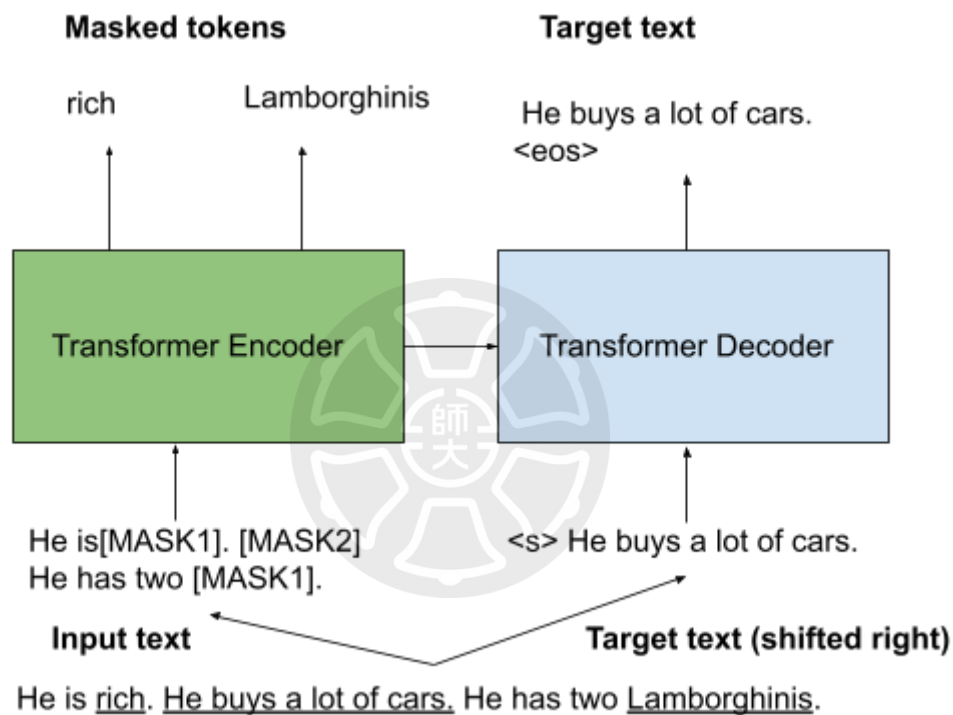 Masked tokens
Target text
rich
Lamborghinis
He buys a lot of cars.
<eos>
Transformer Encoder
Transformer Decoder
師大
He is[MASK1]. [MASK2]
He has two [MASK1].
<s> He buys a lot of cars.
Input text
Target text (shifted right)
He is rich. He buys a lot of cars. He has two Lamborghinis.